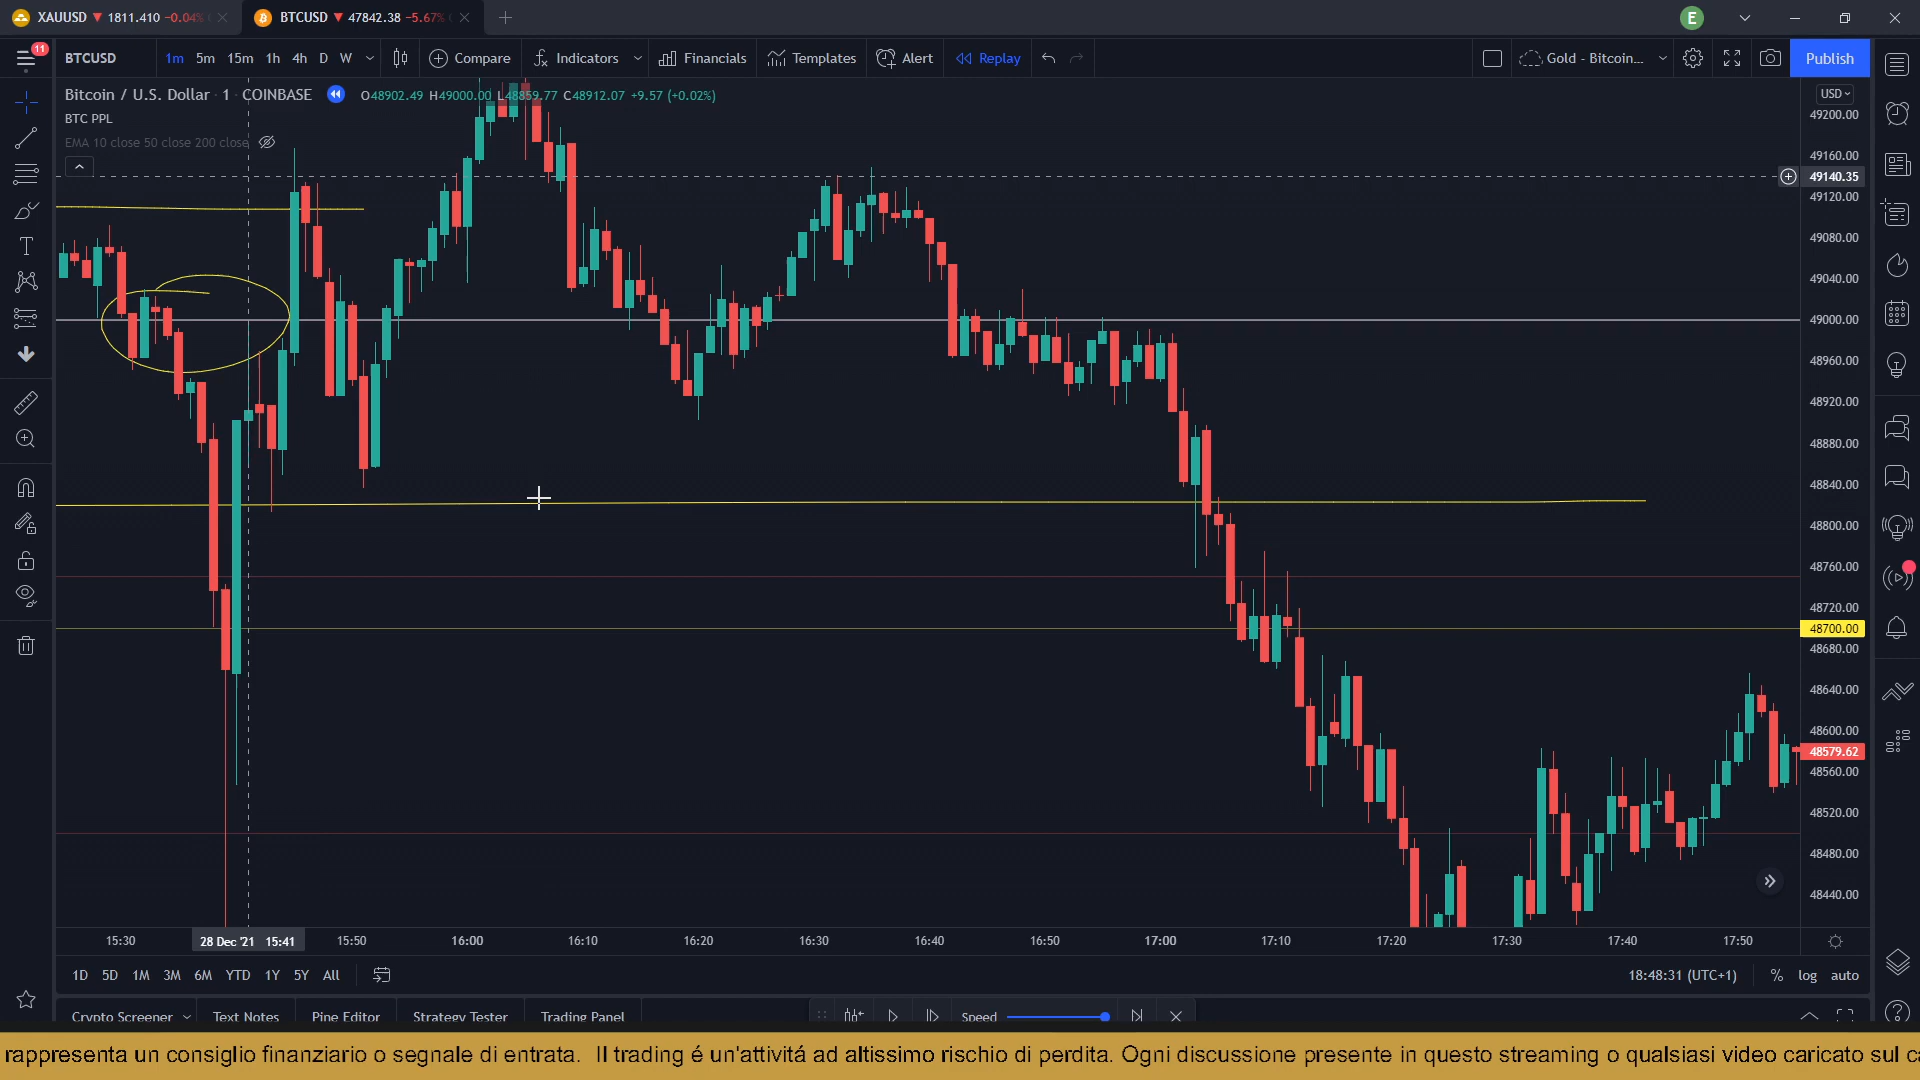 XAUUSD ▼ 1811.410 −0.04%
BTCUSD ▼ 47842.38 −5.67%
E
11
BTCUSD 1m 5m 15m 1h 4h D W Compare Indicators Financials Templates Alert Replay Gold - Bitcoin... Publish
Bitcoin / U.S. Dollar · 1 · COINBASE O48902.49 H49000.00 L48859.77 C48912.07 +9.57 (+0.02%)
USD
BTC PPL
EMA 10 close 50 close 200 close
49200.00
49160.00
49140.35
49120.00
49080.00
49040.00
49000.00
48960.00
48920.00
48880.00
48840.00
48800.00
48760.00
48720.00
48700.00
48680.00
48640.00
48600.00
48579.62
48560.00
48520.00
48480.00
48440.00
15:30 28 Dec '21 15:41 15:50 16:00 16:10 16:20 16:30 16:40 16:50 17:00 17:10 17:20 17:30 17:40 17:50
1D 5D 1M 3M 6M YTD 1Y 5Y All 18:48:31 (UTC+1) % log auto
Crypto Screener Text Notes Pine Editor Strategy Tester Trading Panel Speed
rappresenta un consiglio finanziario o segnale di entrata. Il trading é un'attivitá ad altissimo rischio di perdita. Ogni discussione presente in questo streaming o qualsiasi video caricato sul